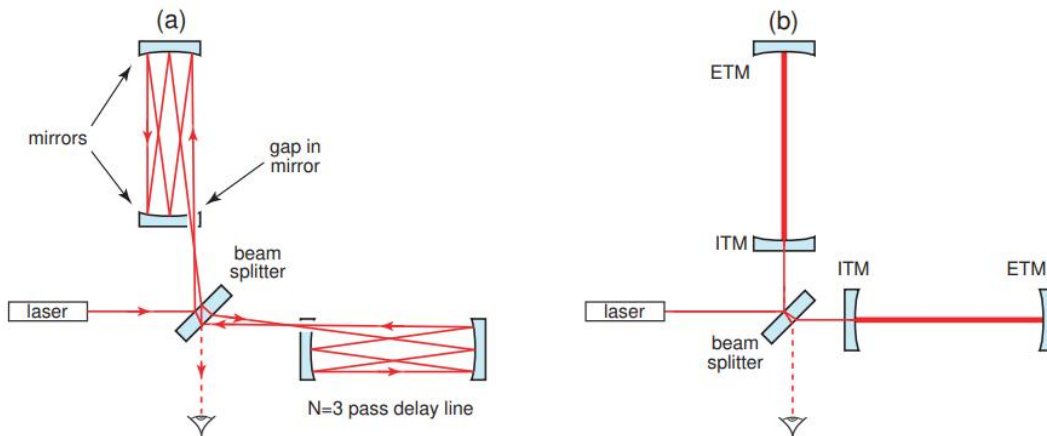 (a)
mirrors
gap in
mirror
beam
splitter
laser
N=3 pass delay line
(b)
ETM
ITM
ITM
ETM
laser
beam
splitter